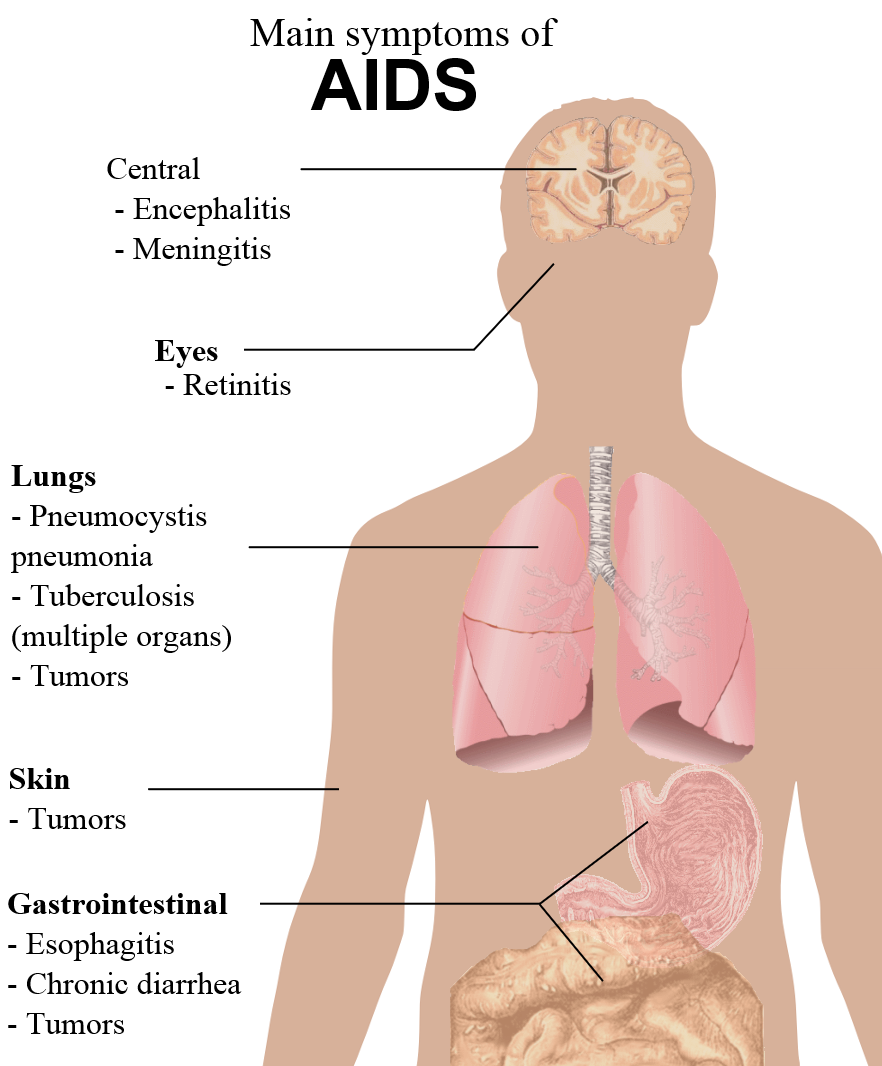 Main symptoms of
AIDS
Central
- Encephalitis
- Meningitis
Eyes
- Retinitis
Lungs
- Pneumocystis
pneumonia
- Tuberculosis
(multiple organs)
- Tumors
Skin
- Tumors
Gastrointestinal
- Esophagitis
- Chronic diarrhea
- Tumors